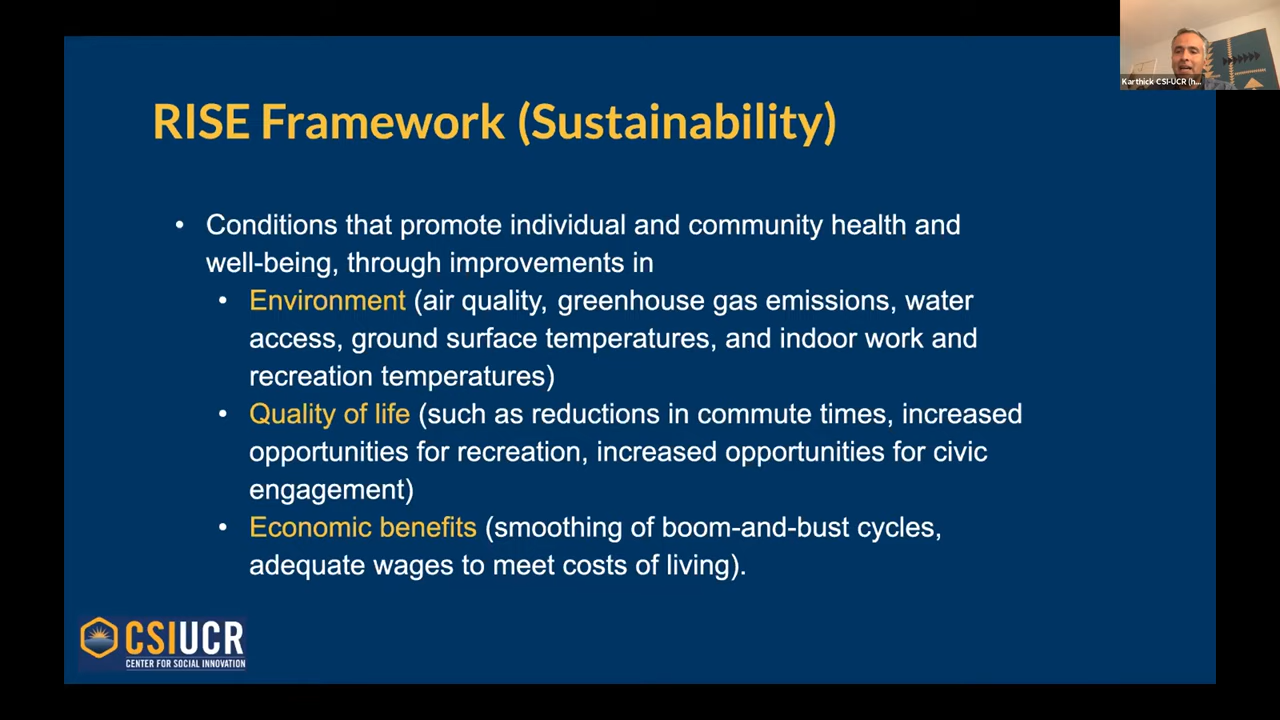 Karthick CSI-UCR (h...
RISE Framework (Sustainability)
• Conditions that promote individual and community health and
well-being, through improvements in
• Environment (air quality, greenhouse gas emissions, water
access, ground surface temperatures, and indoor work and
recreation temperatures)
• Quality of life (such as reductions in commute times, increased
opportunities for recreation, increased opportunities for civic
engagement)
• Economic benefits (smoothing of boom-and-bust cycles,
adequate wages to meet costs of living).
CSIUCR
CENTER FOR SOCIAL INNOVATION